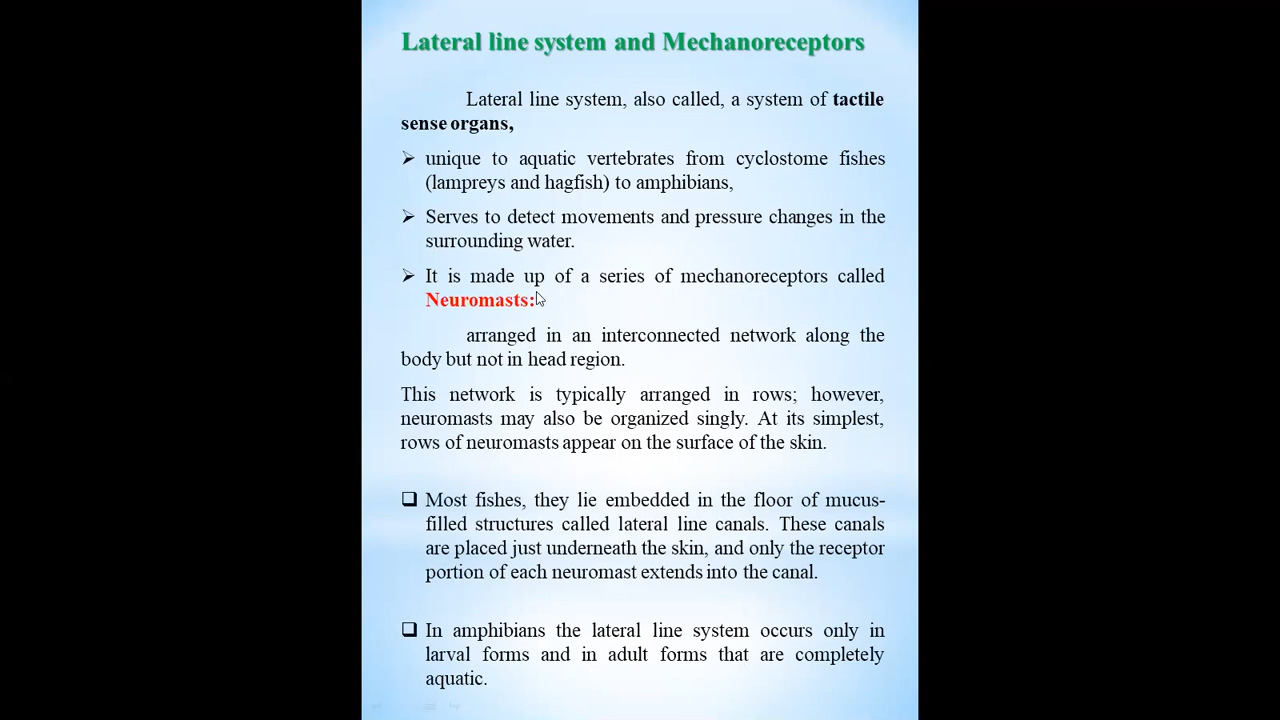 Lateral line system and Mechanoreceptors
Lateral line system, also called, a system of tactile
sense organs,
➢ unique to aquatic vertebrates from cyclostome fishes
(lampreys and hagfish) to amphibians,
➢ Serves to detect movements and pressure changes in the
surrounding water.
➢ It is made up of a series of mechanoreceptors called
Neuromasts:
arranged in an interconnected network along the
body but not in head region.
This network is typically arranged in rows; however,
neuromasts may also be organized singly. At its simplest,
rows of neuromasts appear on the surface of the skin.
❑ Most fishes, they lie embedded in the floor of mucus-
filled structures called lateral line canals. These canals
are placed just underneath the skin, and only the receptor
portion of each neuromast extends into the canal.
❑ In amphibians the lateral line system occurs only in
larval forms and in adult forms that are completely
aquatic.